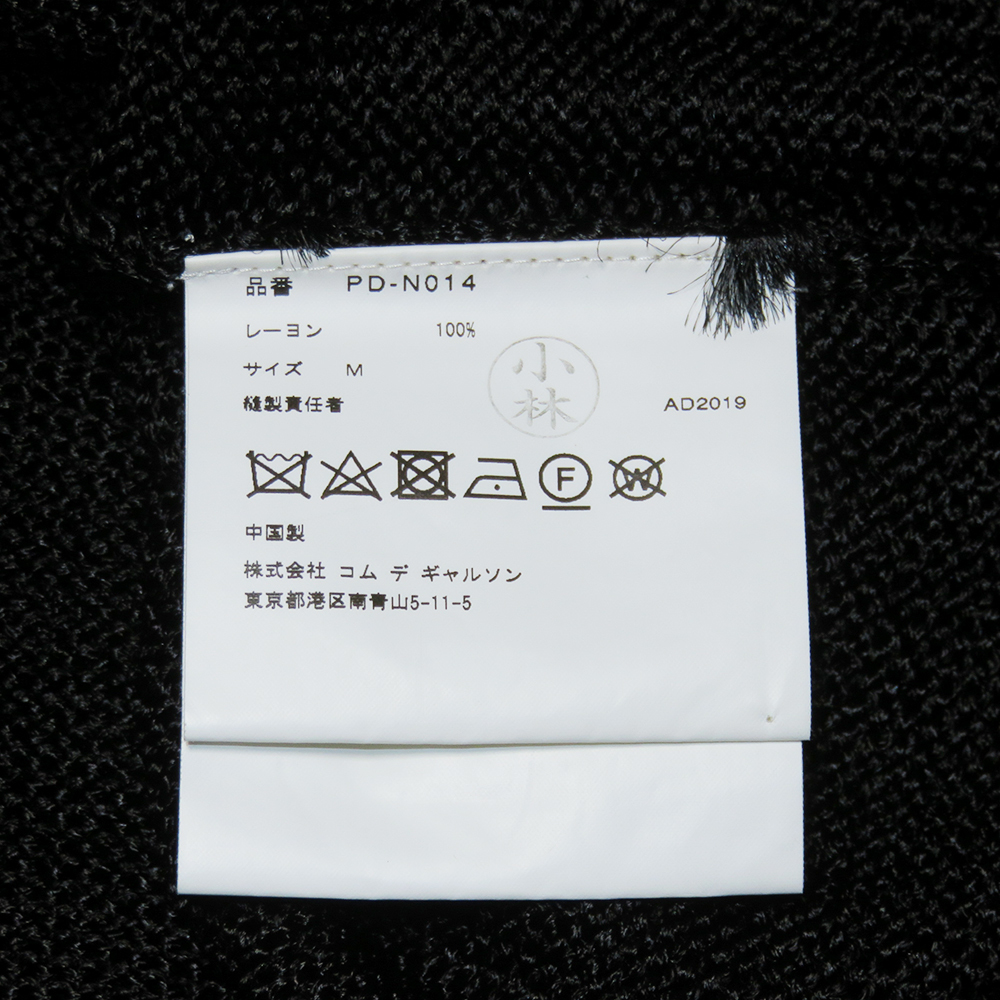 品番 PD-N014
レーヨン 100%
サイズ M
小林
縫製責任者 AD2019
F W
中国製
株式会社 コム デ ギャルソン
東京都港区南青山5-11-5